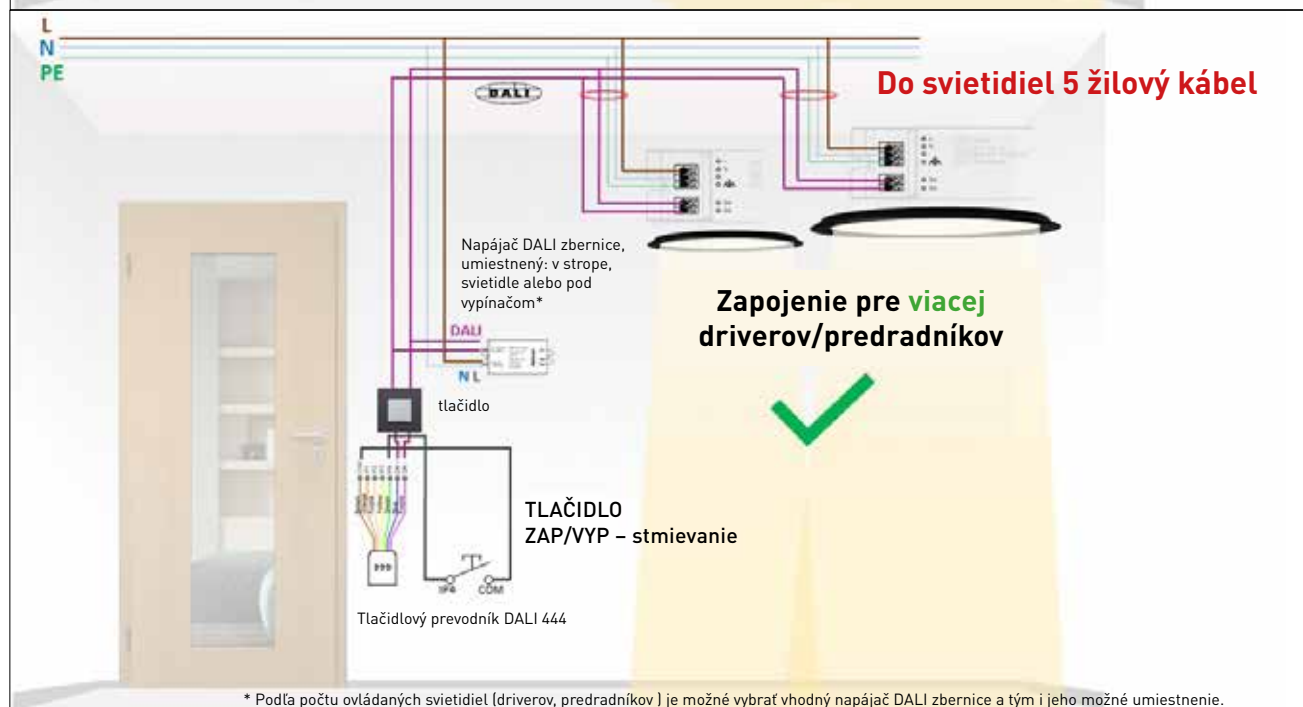 L
N
PE
DALI
Do svietidiel 5 žilový kábel
Napájač DALI zbernice,
umiestnený: v strope,
svietidle alebo pod
vypínačom*
Zapojenie pre viacej
driverov/predradníkov
DALI
N L
tlačidlo
TLAČIDLO
ZAP/VYP – stmievanie
IP4 COM
Tlačidlový prevodník DALI 444
* Podľa počtu ovládaných svietidiel (driverov, predradníkov ) je možné vybrať vhodný napájač DALI zbernice a tým i jeho možné umiestnenie.